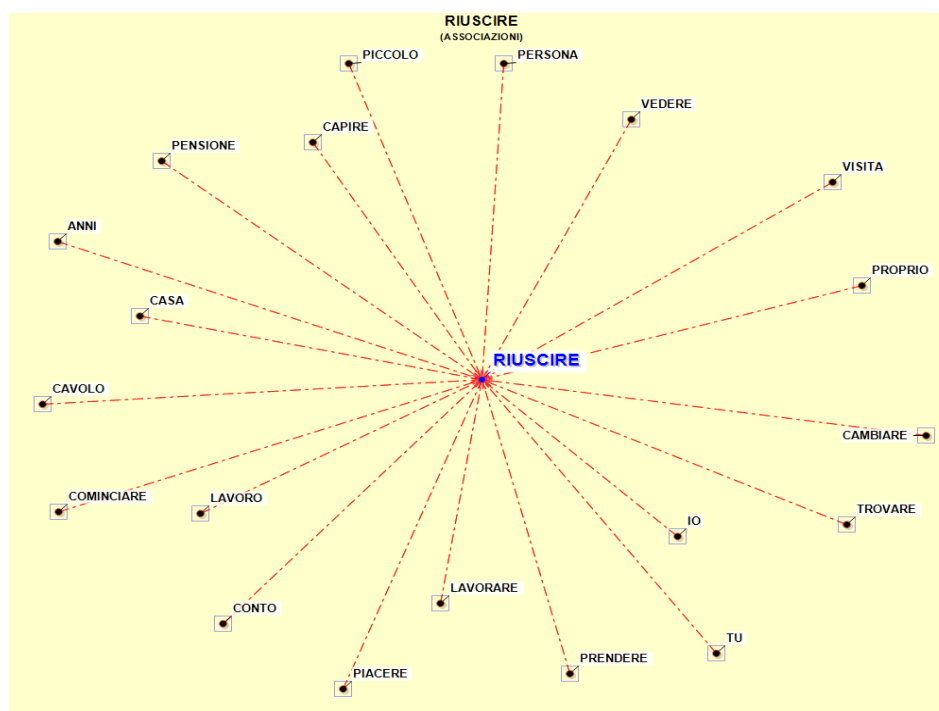 RIUSCIRE
(ASSOCIAZIONI)
PICCOLO
PERSONA
VEDERE
CAPIRE
PENSIONE
VISITA
ANNI
PROPRIO
CASA
RIUSCIRE
CAVOLO
CAMBIARE
COMINCIARE
LAVORO
TROVARE
IO
LAVORARE
CONTO
TU
PRENDERE
PIACERE